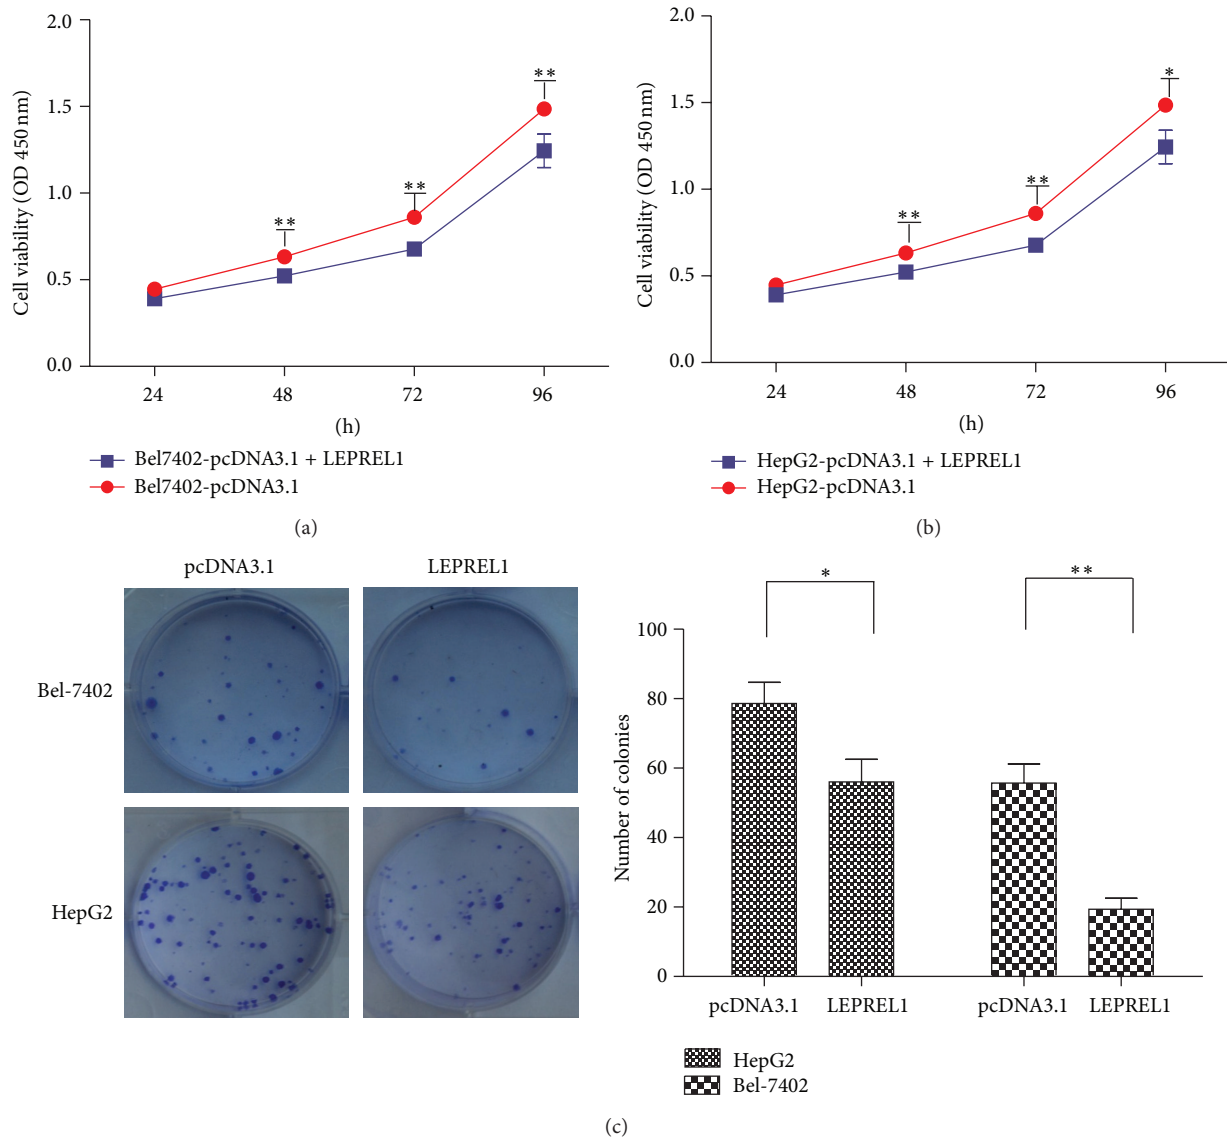 2.0
1.5
1.0
0.5
0.0
Cell viability (OD 450 nm)
**
**
**
24 48 72 96
(h)
Bel7402-pcDNA3.1 + LEPREL1
Bel7402-pcDNA3.1
(a)
2.0
1.5
1.0
0.5
0.0
Cell viability (OD 450 nm)
**
**
*
24 48 72 96
(h)
HepG2-pcDNA3.1 + LEPREL1
HepG2-pcDNA3.1
(b)
pcDNA3.1 LEPREL1
Bel-7402
HepG2
*
**
100
80
60
40
20
0
Number of colonies
pcDNA3.1 LEPREL1 pcDNA3.1 LEPREL1
HepG2
Bel-7402
(c)